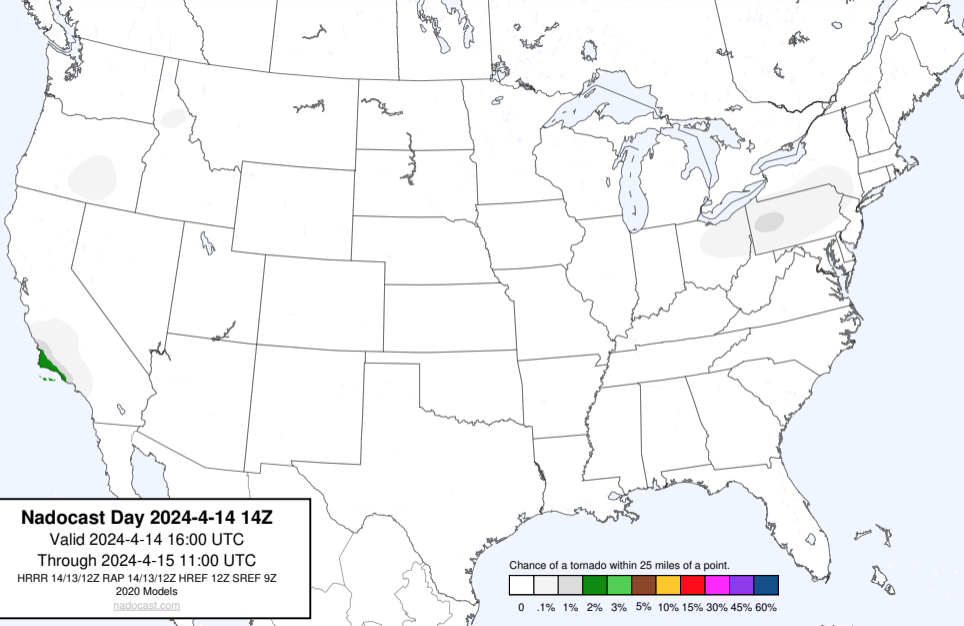 Nadocast Day 2024-4-14 14Z
Valid 2024-4-14 16:00 UTC
Through 2024-4-15 11:00 UTC
HRRR 14/13/12Z RAP 14/13/12Z HREF 12Z SREF 9Z
2020 Models
nadocast.com
Chance of a tornado within 25 miles of a point.
0 .1% 1% 2% 3% 5% 10% 15% 30% 45% 60%